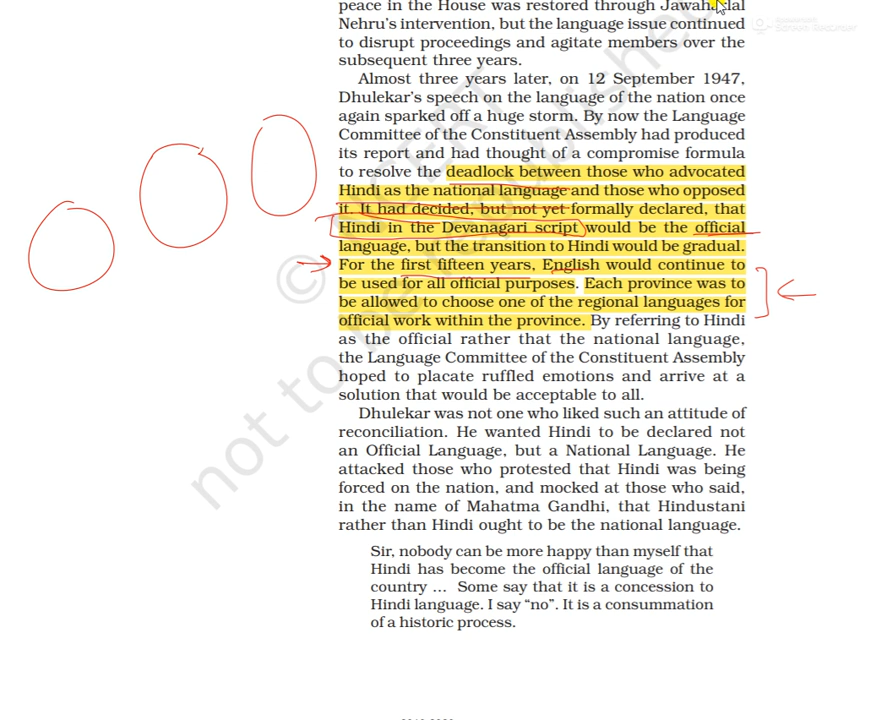 peace in the House was restored through Jawaharlal
Screen Recorder
Nehru's intervention, but the language issue continued
to disrupt proceedings and agitate members over the
subsequent three years.
Almost three years later, on 12 September 1947,
Dhulekar's speech on the language of the nation once
again sparked off a huge storm. By now the Language
Committee of the Constituent Assembly had produced
its report and had thought of a compromise formula
to resolve the deadlock between those who advocated
Hindi as the national language and those who opposed
it. It had decided, but not yet formally declared, that
Hindi in the Devanagari script would be the official
language, but the transition to Hindi would be gradual.
For the first fifteen years, English would continue to
be used for all official purposes. Each province was to
be allowed to choose one of the regional languages for
official work within the province. By referring to Hindi
as the official rather that the national language,
the Language Committee of the Constituent Assembly
hoped to placate ruffled emotions and arrive at a
solution that would be acceptable to all.
Dhulekar was not one who liked such an attitude of
reconciliation. He wanted Hindi to be declared not
an Official Language, but a National Language. He
attacked those who protested that Hindi was being
forced on the nation, and mocked at those who said,
in the name of Mahatma Gandhi, that Hindustani
rather than Hindi ought to be the national language.
Sir, nobody can be more happy than myself that
Hindi has become the official language of the
country … Some say that it is a concession to
Hindi language. I say "no". It is a consummation
of a historic process.
© NCERT
not to be republished